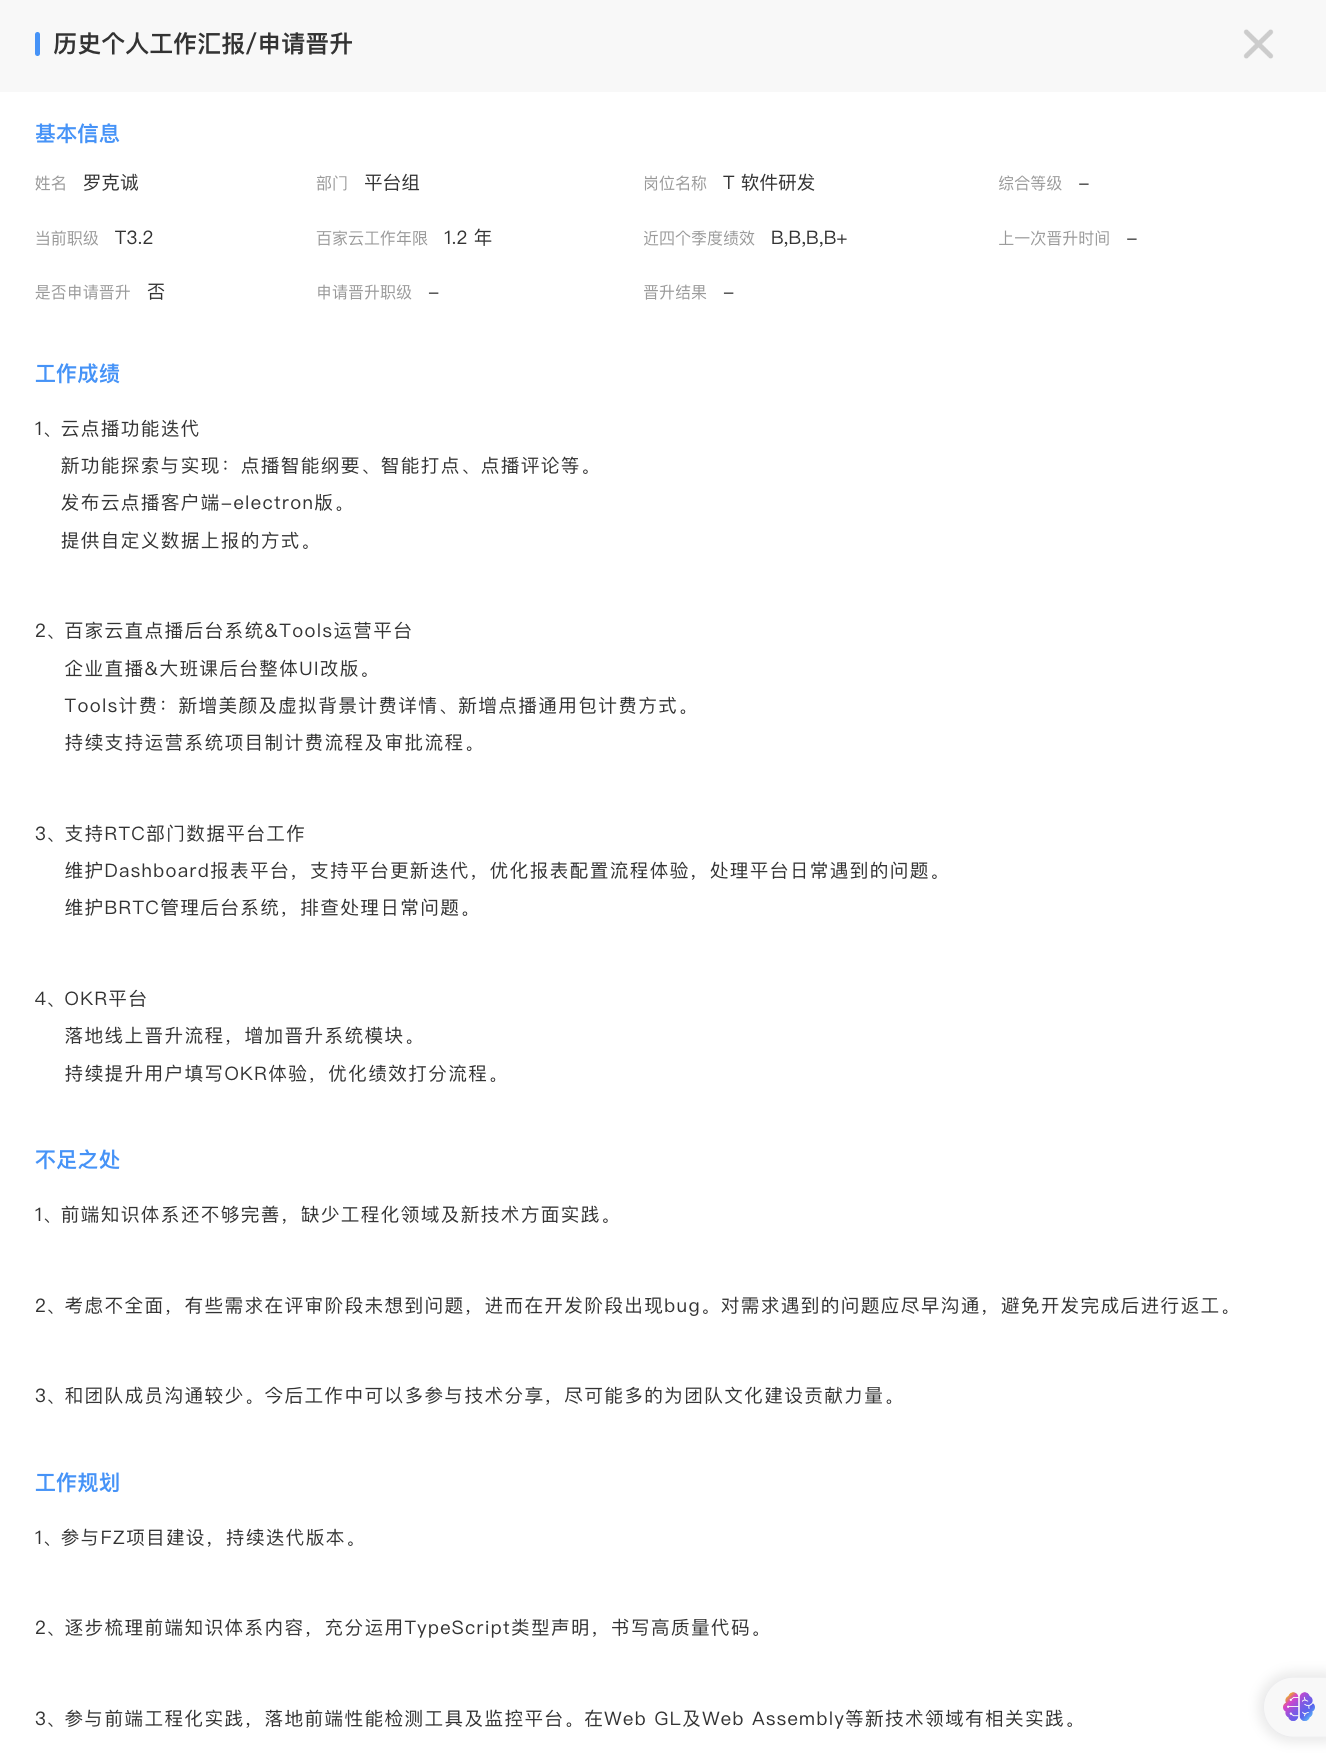 历史个人工作汇报/申请晋升
基本信息
姓名 罗克诚 部门 平台组 岗位名称 T 软件研发 综合等级 –
当前职级 T3.2 百家云工作年限 1.2 年 近四个季度绩效 B,B,B,B+ 上一次晋升时间 –
是否申请晋升 否 申请晋升职级 – 晋升结果 –
工作成绩
1、云点播功能迭代
新功能探索与实现：点播智能纲要、智能打点、点播评论等。
发布云点播客户端–electron版。
提供自定义数据上报的方式。
2、百家云直点播后台系统&Tools运营平台
企业直播&大班课后台整体UI改版。
Tools计费：新增美颜及虚拟背景计费详情、新增点播通用包计费方式。
持续支持运营系统项目制计费流程及审批流程。
3、支持RTC部门数据平台工作
维护Dashboard报表平台，支持平台更新迭代，优化报表配置流程体验，处理平台日常遇到的问题。
维护BRTC管理后台系统，排查处理日常问题。
4、OKR平台
落地线上晋升流程，增加晋升系统模块。
持续提升用户填写OKR体验，优化绩效打分流程。
不足之处
1、前端知识体系还不够完善，缺少工程化领域及新技术方面实践。
2、考虑不全面，有些需求在评审阶段未想到问题，进而在开发阶段出现bug。对需求遇到的问题应尽早沟通，避免开发完成后进行返工。
3、和团队成员沟通较少。今后工作中可以多参与技术分享，尽可能多的为团队文化建设贡献力量。
工作规划
1、参与FZ项目建设，持续迭代版本。
2、逐步梳理前端知识体系内容，充分运用TypeScript类型声明，书写高质量代码。
3、参与前端工程化实践，落地前端性能检测工具及监控平台。在Web GL及Web Assembly等新技术领域有相关实践。